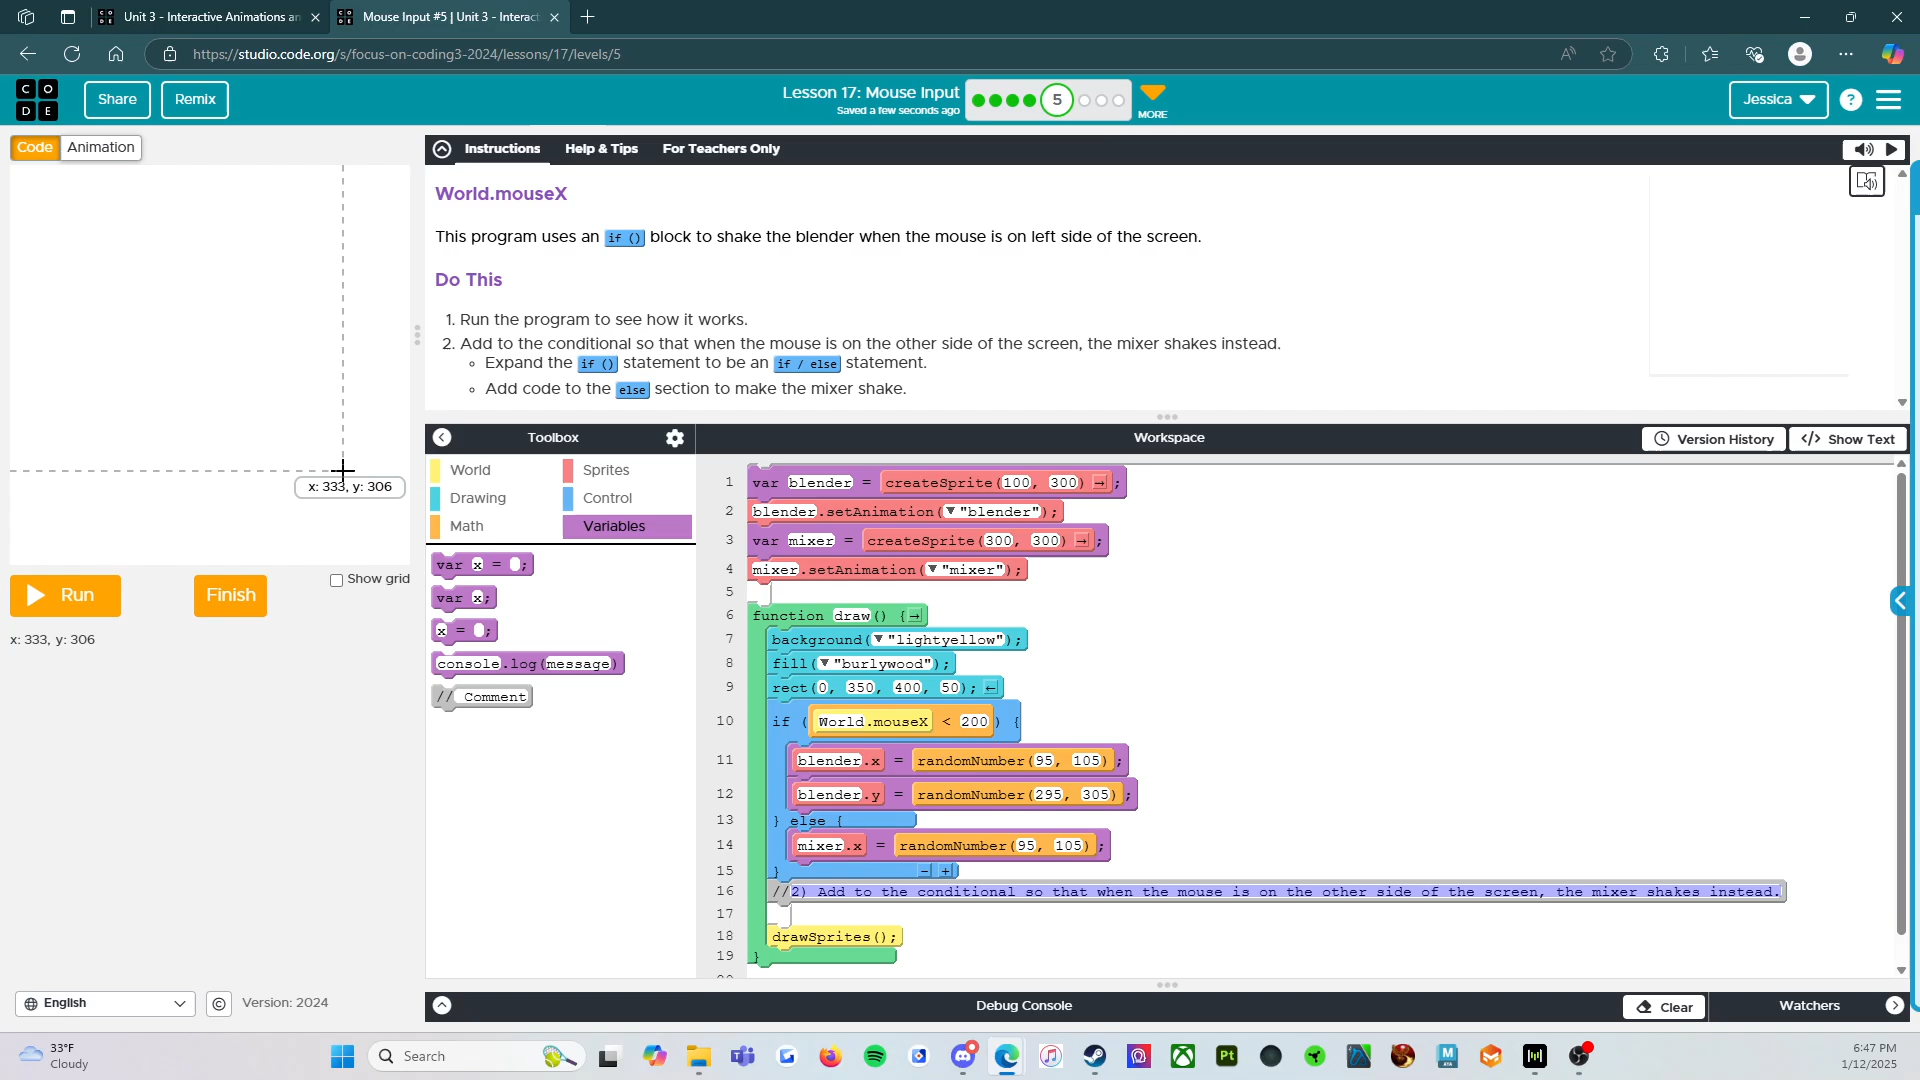 Unit 3 - Interactive Animations an
Mouse Input #5 | Unit 3 - Interact
https://studio.code.org/s/focus-on-coding3-2024/lessons/17/levels/5
C O
D E
Share
Remix
Lesson 17: Mouse Input
Saved a few seconds ago
5
MORE
Jessica
?
Code
Animation
Instructions
Help & Tips
For Teachers Only
World.mouseX
This program uses an if () block to shake the blender when the mouse is on left side of the screen.
Do This
1. Run the program to see how it works.
2. Add to the conditional so that when the mouse is on the other side of the screen, the mixer shakes instead.
Expand the if () statement to be an if / else statement.
Add code to the else section to make the mixer shake.
x: 333, y: 306
Run
Finish
Show grid
x: 333, y: 306
Toolbox
Workspace
Version History
</> Show Text
World
Sprites
Drawing
Control
Math
Variables
var x = ;
var x;
x = ;
console.log(message)
// Comment
1 var blender = createSprite(100, 300) → ;
2 blender.setAnimation(▼"blender");
3 var mixer = createSprite(300, 300) → ;
4 mixer.setAnimation(▼"mixer");
5
6 function draw() {→
7 background(▼"lightyellow");
8 fill(▼"burlywood");
9 rect(0, 350, 400, 50); ←
10 if (World.mouseX < 200) {
11 blender.x = randomNumber(95, 105);
12 blender.y = randomNumber(295, 305);
13 } else {
14 mixer.x = randomNumber(95, 105);
15 } - +
16 //2) Add to the conditional so that when the mouse is on the other side of the screen, the mixer shakes instead.
17
18 drawSprites();
19 }
English
©
Version: 2024
Debug Console
Clear
Watchers
33°F
Cloudy
Search
Pt
M
6:47 PM
1/12/2025